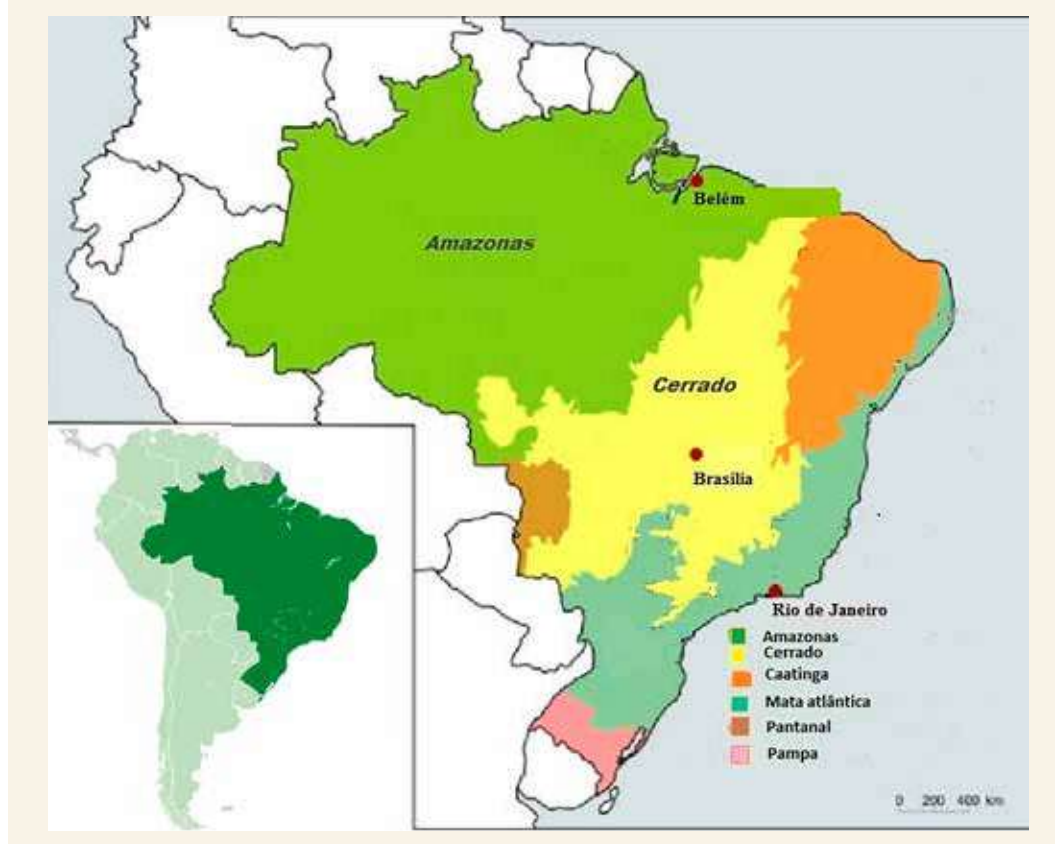 Belém
Amazonas
Cerrado
Brasília
Rio de Janeiro
Amazonas
Cerrado
Caatinga
Mata atlântica
Pantanal
Pampa
0 200 400 km